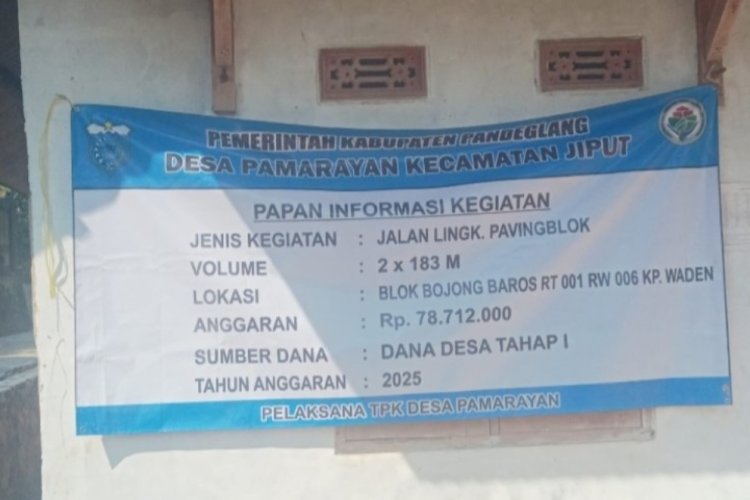 PEMERINTAH KABUPATEN PANDEGLANG
DESA PAMARAYAN KECAMATAN JIPUT
PAPAN INFORMASI KEGIATAN
JENIS KEGIATAN : JALAN LINGK. PAVINGBLOK
VOLUME : 2 x 183 M
LOKASI : BLOK BOJONG BAROS RT 001 RW 006 KP. WADEN
ANGGARAN : Rp. 78.712.000
SUMBER DANA : DANA DESA TAHAP I
TAHUN ANGGARAN : 2025
PELAKSANA TPK DESA PAMARAYAN